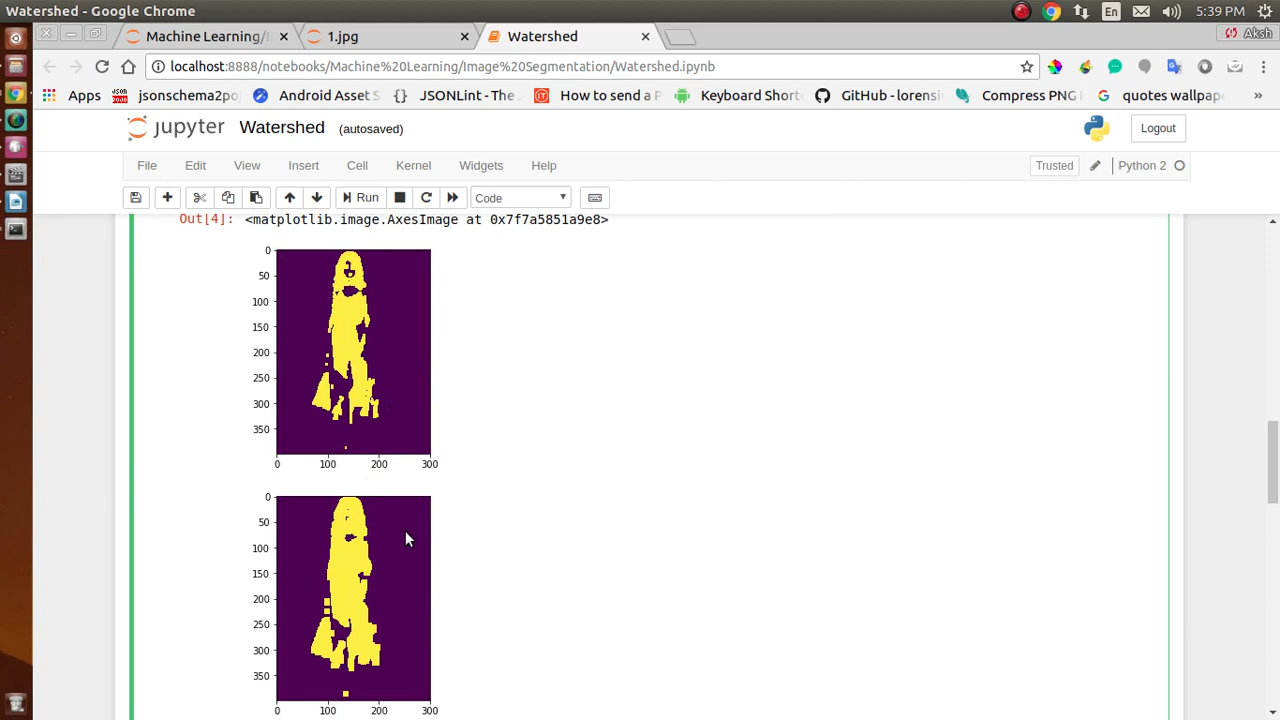 Watershed - Google Chrome
En
5:39 PM
Machine Learning/I
1.jpg
Watershed
Aksh
localhost:8888/notebooks/Machine%20Learning/Image%20Segmentation/Watershed.ipynb
Apps
jsonschema2po
Android Asset S
JSONLint - The
How to send a P
Keyboard Short
GitHub - lorensi
Compress PNG
quotes wallpape
»
jupyter
Watershed
(autosaved)
Logout
File
Edit
View
Insert
Cell
Kernel
Widgets
Help
Trusted
Python 2
Run
Code
Out[4]:
<matplotlib.image.AxesImage at 0x7f7a5851a9e8>
0
50
100
150
200
250
300
350
0 100 200 300
0
50
100
150
200
250
300
350
0 100 200 300